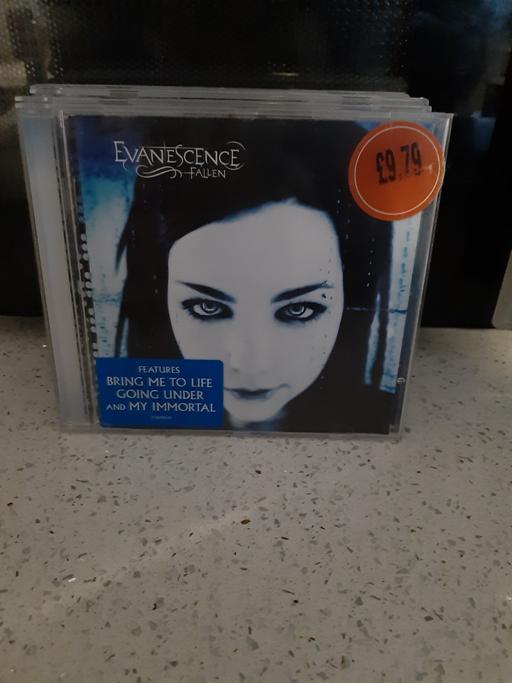 EVANESCENCE
FALLEN
£9.79
FEATURES
BRING ME TO LIFE
GOING UNDER
AND MY IMMORTAL